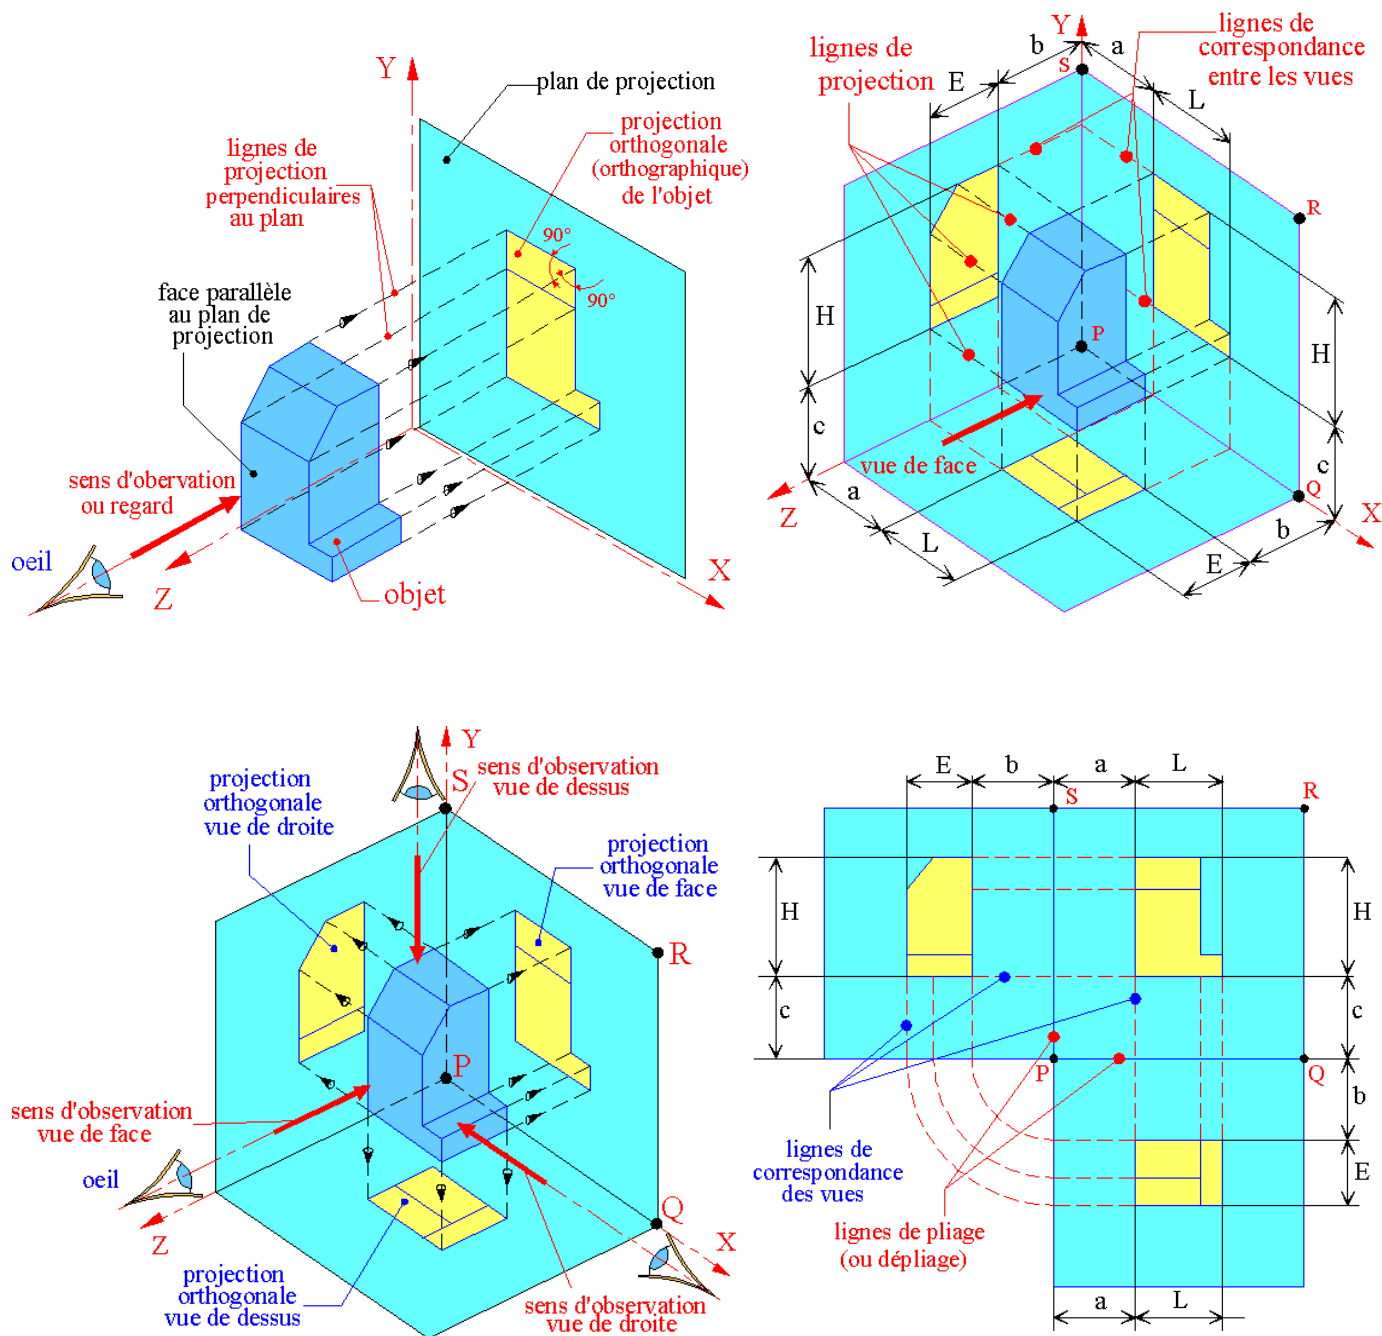 Y
plan de projection
projection
orthogonale
(orthographique)
de l'objet
lignes de
projection
perpendiculaires
au plan
90°
90°
face parallèle
au plan de
projection
sens d'obervation
ou regard
oeil
Z
objet
X
Y
lignes de
projection
lignes de
correspondance
entre les vues
b
a
E
L
S
R
H
H
P
c
c
vue de face
Q
Z
X
a
L
E
b
Y
S
sens d'observation
vue de dessus
projection
orthogonale
vue de droite
projection
orthogonale
vue de face
R
P
sens d'observation
vue de face
oeil
Z
Q
X
projection
orthogonale
vue de dessus
sens d'observation
vue de droite
E
b
a
L
S
R
H
H
c
c
P
Q
b
E
lignes de
correspondance
des vues
lignes de pliage
(ou dépliage)
a
L